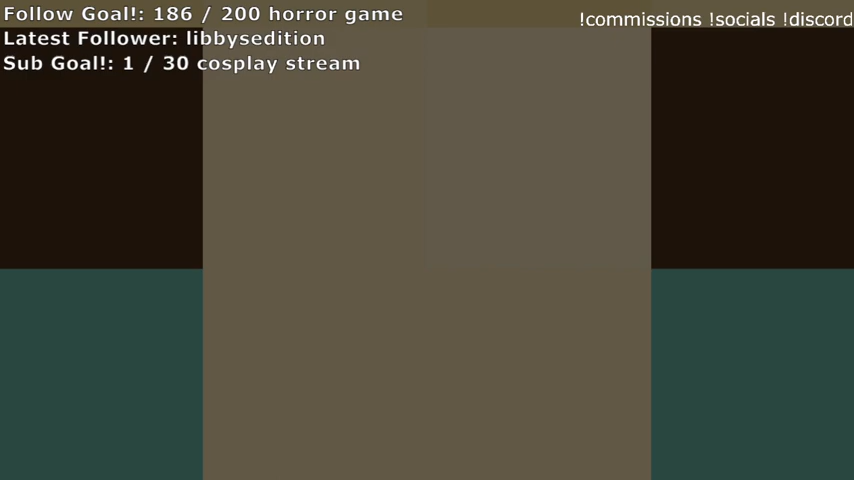 Follow Goal!: 186 / 200 horror game
!commissions !socials !discord
Latest Follower: libbysedition
Sub Goal!: 1 / 30 cosplay stream